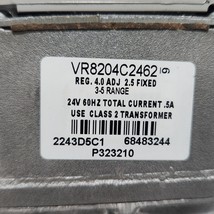 VR8204C2462
REG. 4.0 ADJ 2.5 FIXED
3-5 RANGE
24V 60HZ TOTAL CURRENT .5A
USE CLASS 2 TRANSFORMER
2243D5C1 68483244
P323210